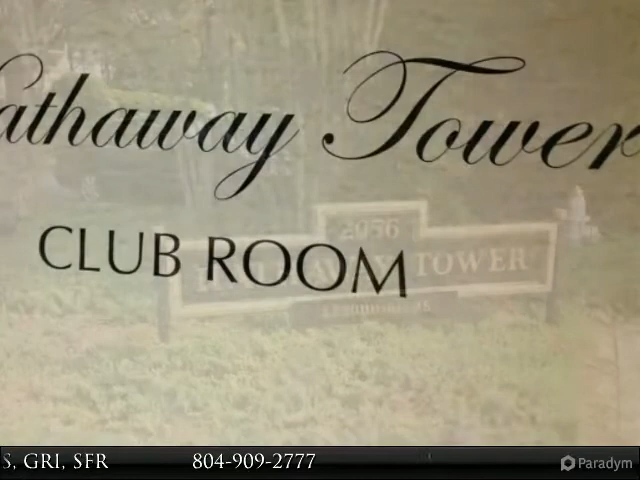 athaway Tower
CLUB ROOM
2956
TOWER
S, GRI, SFR 804-909-2777 Paradym